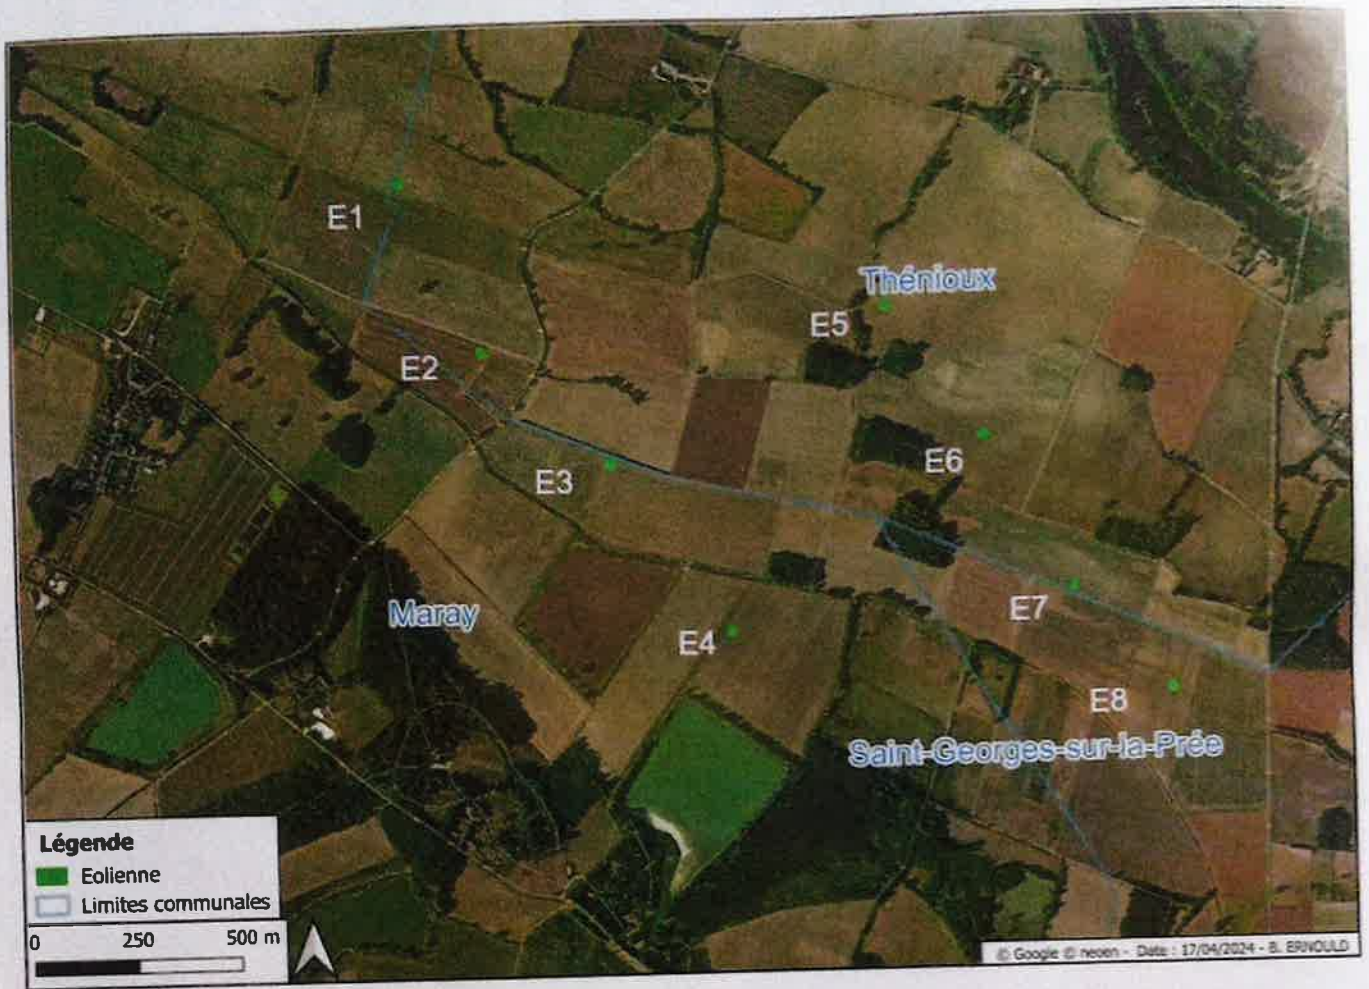 E1
Thénioux
E5
E2
E6
E3
E7
Maray
E4
E8
Saint-Georges-sur-la-Prée
Légende
Eolienne
Limites communales
0 250 500 m
© Google © neoen - Date : 17/04/2024 - B. ERNOULD